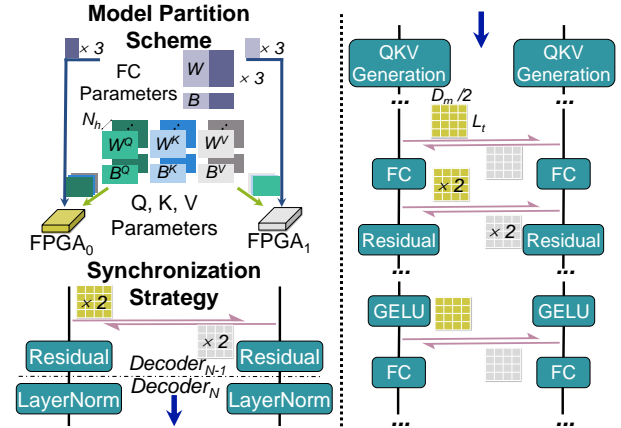 Model Partition
Scheme
× 3
× 3
FC
Parameters
W
B
× 3
N_h
W^Q
W^K
W^V
B^Q
B^K
B^V
Q, K, V
Parameters
FPGA_0
FPGA_1
Synchronization
Strategy
× 2
× 2
Residual
Residual
Decoder_{N-1}
Decoder_N
LayerNorm
LayerNorm
QKV
Generation
QKV
Generation
...
...
D_m/2
L_t
FC
FC
× 2
× 2
Residual
Residual
...
...
GELU
GELU
FC
FC
...
...